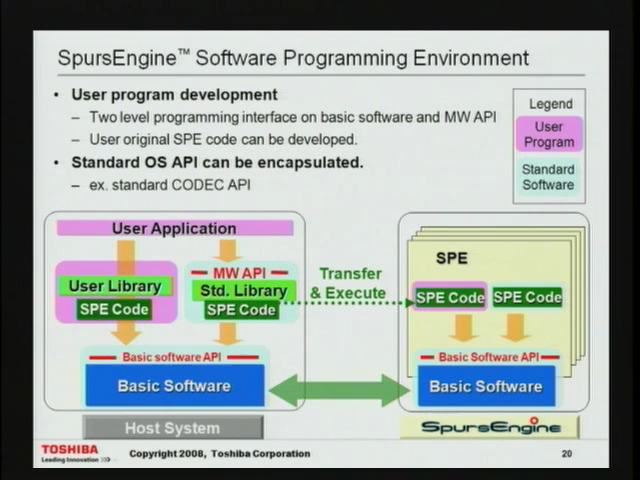 SpursEngine™ Software Programming Environment
• User program development
– Two level programming interface on basic software and MW API
– User original SPE code can be developed.
• Standard OS API can be encapsulated.
– ex. standard CODEC API
Legend
User
Program
Standard
Software
User Application
User Library
SPE Code
MW API
Std. Library
SPE Code
Basic software API
Basic Software
Host System
Transfer
& Execute
SPE
SPE Code
SPE Code
Basic Software API
Basic Software
SpursEngine
TOSHIBA
Leading Innovation >>>
Copyright 2008, Toshiba Corporation
20